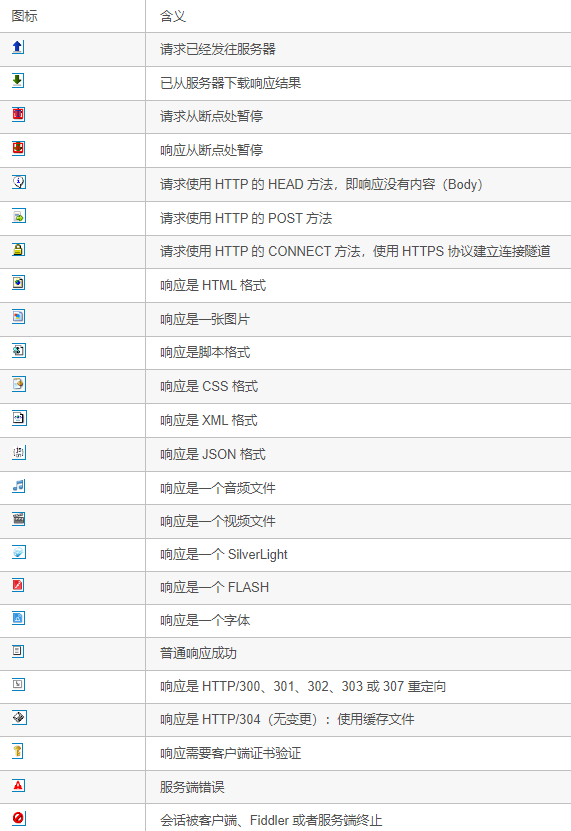 图标 含义
请求已经发往服务器
已从服务器下载响应结果
请求从断点处暂停
响应从断点处暂停
请求使用 HTTP 的 HEAD 方法，即响应没有内容（Body）
请求使用 HTTP 的 POST 方法
请求使用 HTTP 的 CONNECT 方法，使用 HTTPS 协议建立连接隧道
响应是 HTML 格式
响应是一张图片
响应是脚本格式
响应是 CSS 格式
响应是 XML 格式
响应是 JSON 格式
响应是一个音频文件
响应是一个视频文件
响应是一个 SilverLight
响应是一个 FLASH
响应是一个字体
普通响应成功
响应是 HTTP/300、301、302、303 或 307 重定向
响应是 HTTP/304（无变更）：使用缓存文件
响应需要客户端证书验证
服务端错误
会话被客户端、Fiddler 或者服务端终止